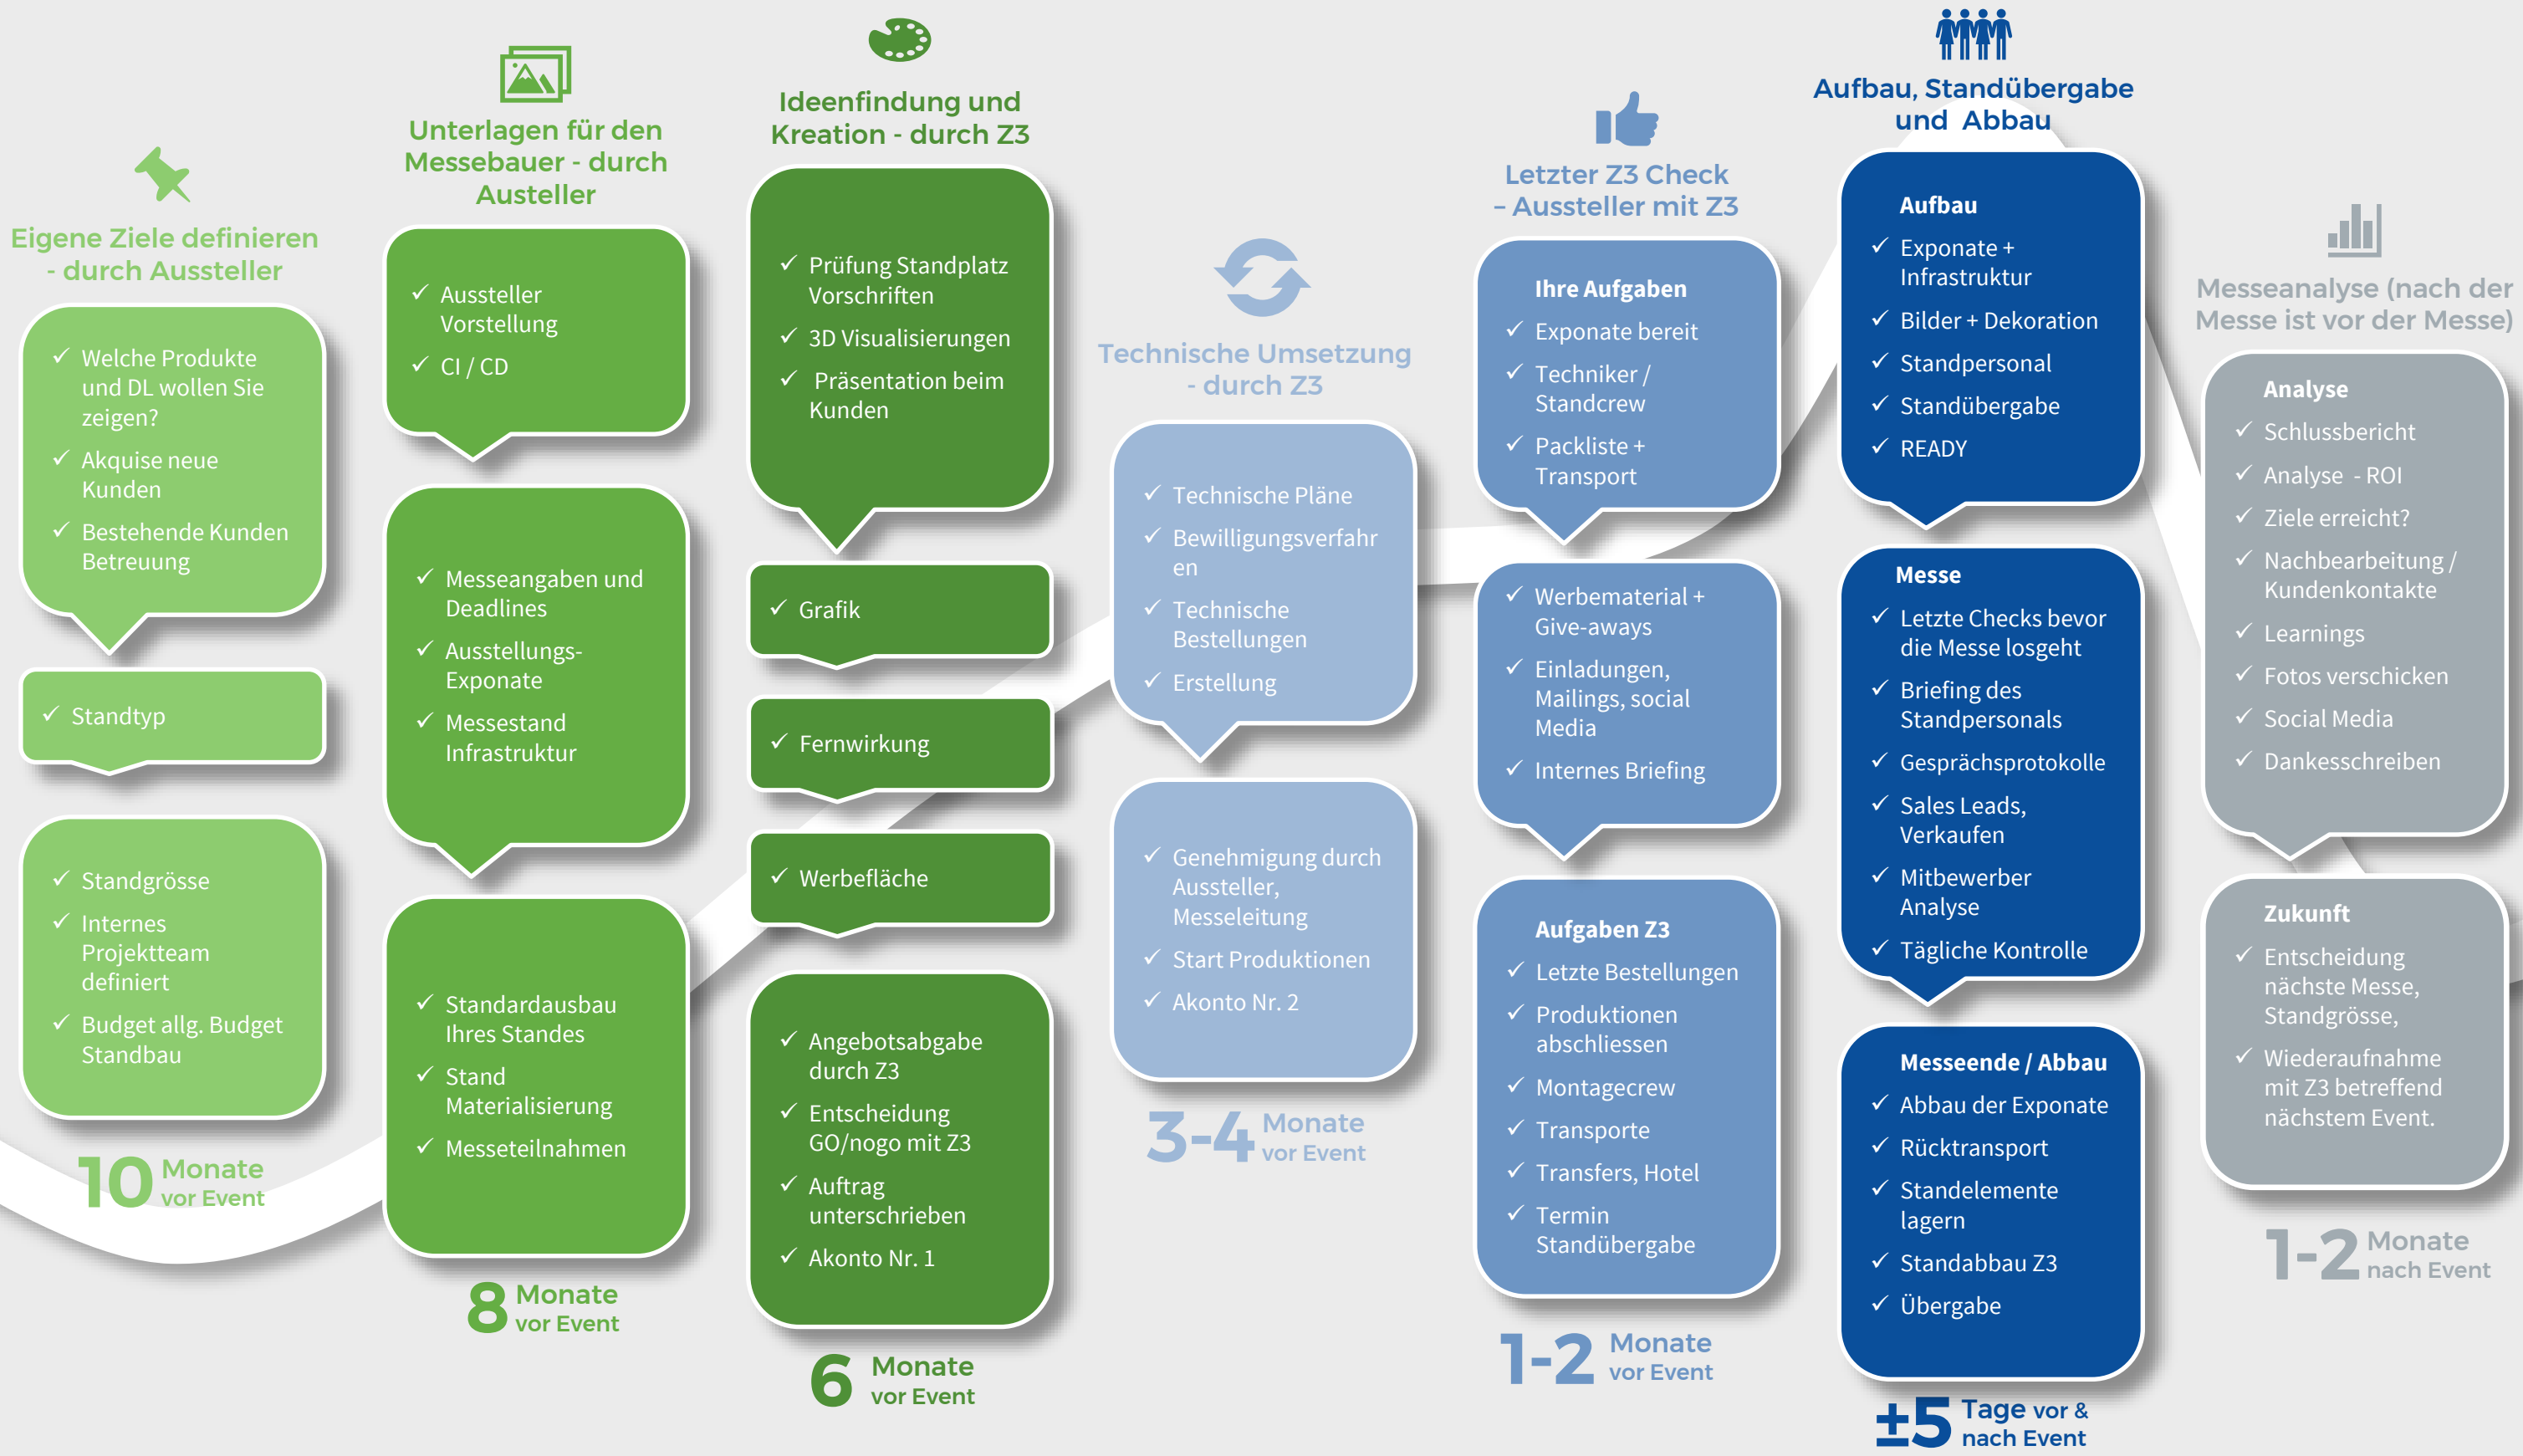 Eigene Ziele definieren
- durch Aussteller
✓ Welche Produkte
und DL wollen Sie
zeigen?
✓ Akquise neue
Kunden
✓ Bestehende Kunden
Betreuung
✓ Standtyp
✓ Standgrösse
✓ Internes
Projektteam
definiert
✓ Budget allg. Budget
Standbau
10 Monate
vor Event
Unterlagen für den
Messebauer - durch
Austeller
✓ Aussteller
Vorstellung
✓ CI / CD
✓ Messeangaben und
Deadlines
✓ Ausstellungs-
Exponate
✓ Messestand
Infrastruktur
✓ Standardausbau
Ihres Standes
✓ Stand
Materialisierung
✓ Messeteilnahmen
8 Monate
vor Event
Ideenfindung und
Kreation - durch Z3
✓ Prüfung Standplatz
Vorschriften
✓ 3D Visualisierungen
✓ Präsentation beim
Kunden
✓ Grafik
✓ Fernwirkung
✓ Werbefläche
✓ Angebotsabgabe
durch Z3
✓ Entscheidung
GO/nogo mit Z3
✓ Auftrag
unterschrieben
✓ Akonto Nr. 1
6 Monate
vor Event
Technische Umsetzung
- durch Z3
✓ Technische Pläne
✓ Bewilligungsverfahr
en
✓ Technische
Bestellungen
✓ Erstellung
✓ Genehmigung durch
Aussteller,
Messeleitung
✓ Start Produktionen
✓ Akonto Nr. 2
3-4 Monate
vor Event
Letzter Z3 Check
– Aussteller mit Z3
Ihre Aufgaben
✓ Exponate bereit
✓ Techniker /
Standcrew
✓ Packliste +
Transport
✓ Werbematerial +
Give-aways
✓ Einladungen,
Mailings, social
Media
✓ Internes Briefing
Aufgaben Z3
✓ Letzte Bestellungen
✓ Produktionen
abschliessen
✓ Montagecrew
✓ Transporte
✓ Transfers, Hotel
✓ Termin
Standübergabe
1-2 Monate
vor Event
Aufbau, Standübergabe
und Abbau
Aufbau
✓ Exponate +
Infrastruktur
✓ Bilder + Dekoration
✓ Standpersonal
✓ Standübergabe
✓ READY
Messe
✓ Letzte Checks bevor
die Messe losgeht
✓ Briefing des
Standpersonals
✓ Gesprächsprotokolle
✓ Sales Leads,
Verkaufen
✓ Mitbewerber
Analyse
✓ Tägliche Kontrolle
Messeende / Abbau
✓ Abbau der Exponate
✓ Rücktransport
✓ Standelemente
lagern
✓ Standabbau Z3
✓ Übergabe
±5 Tage vor &
nach Event
Messeanalyse (nach der
Messe ist vor der Messe)
Analyse
✓ Schlussbericht
✓ Analyse - ROI
✓ Ziele erreicht?
✓ Nachbearbeitung /
Kundenkontakte
✓ Learnings
✓ Fotos verschicken
✓ Social Media
✓ Dankesschreiben
Zukunft
✓ Entscheidung
nächste Messe,
Standgrösse,
✓ Wiederaufnahme
mit Z3 betreffend
nächstem Event.
1-2 Monate
nach Event